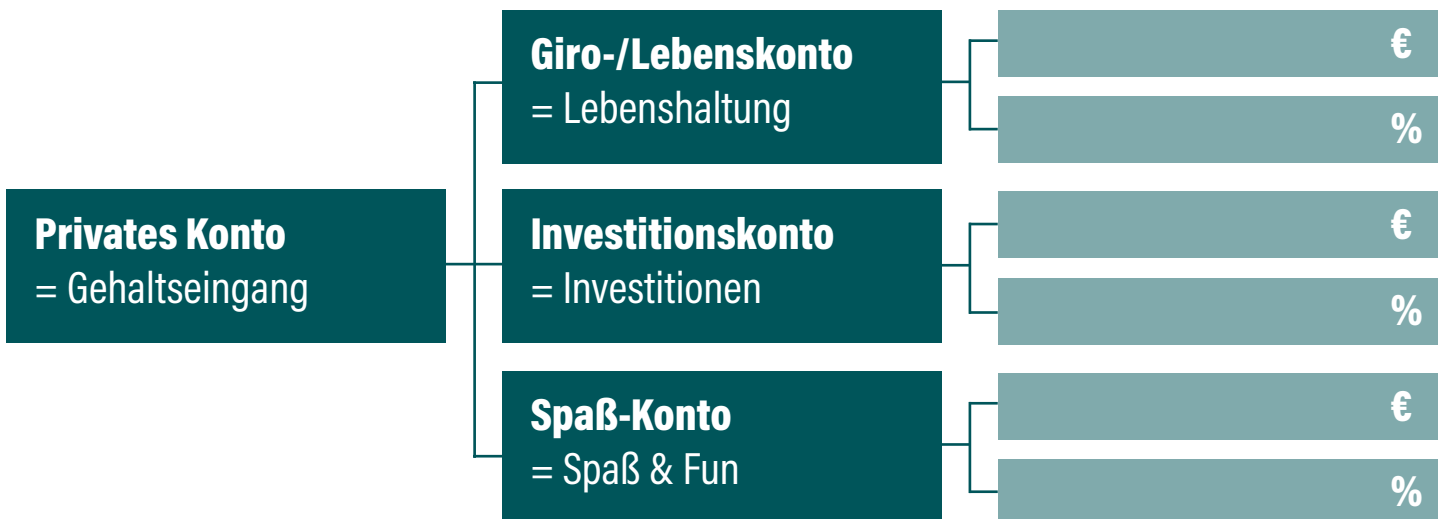 Privates Konto
= Gehaltseingang
Giro-/Lebenskonto
= Lebenshaltung
€
%
Investitionskonto
= Investitionen
€
%
Spaß-Konto
= Spaß & Fun
€
%